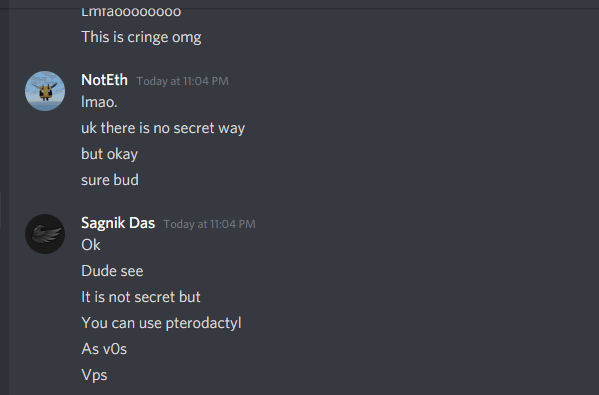 Lmfaoooooooo
This is cringe omg
NotEth Today at 11:04 PM
lmao.
uk there is no secret way
but okay
sure bud
Sagnik Das Today at 11:04 PM
Ok
Dude see
It is not secret but
You can use pterodactyl
As v0s
Vps